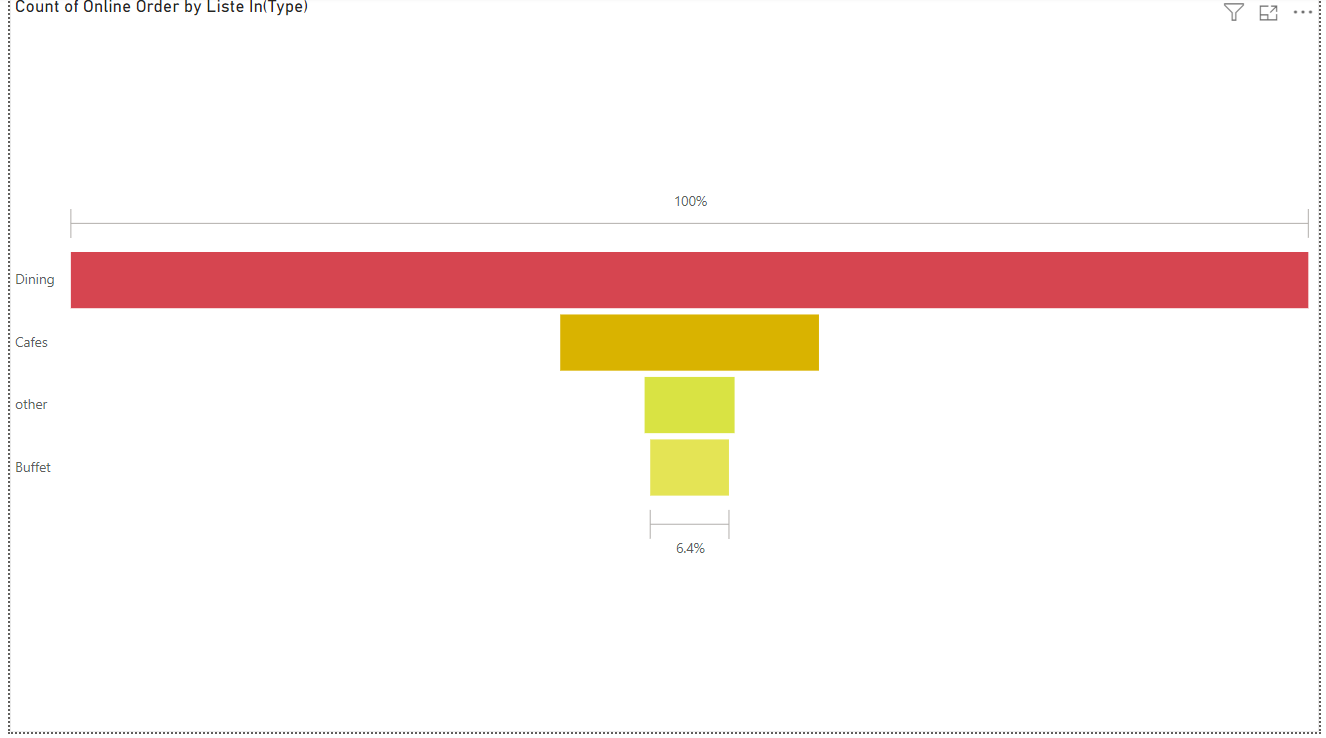 Count of Online Order by Liste In(Type)
100%
Dining
Cafes
other
Buffet
6.4%